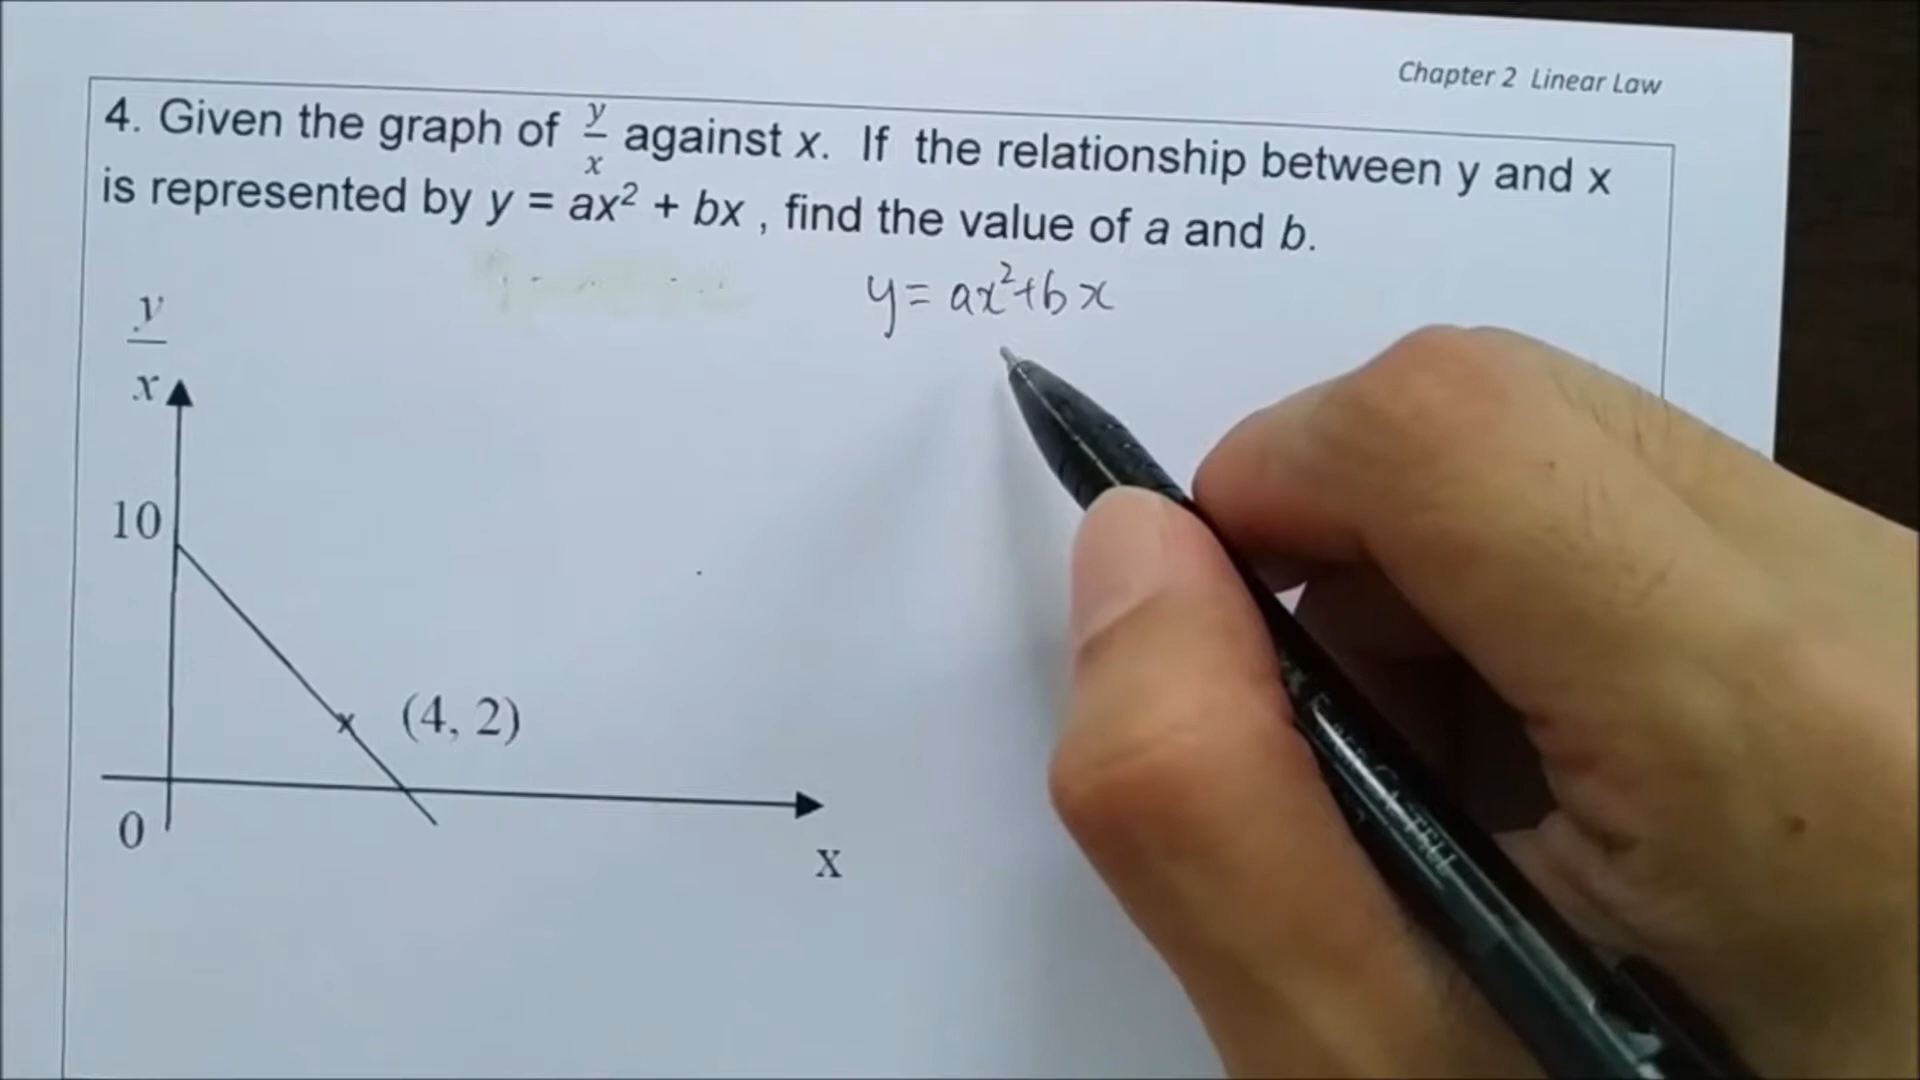 Chapter 2 Linear Law
4. Given the graph of y/x against x. If the relationship between y and x
is represented by y = ax² + bx , find the value of a and b.
y = ax²+bx
y
x
10
(4, 2)
0
x